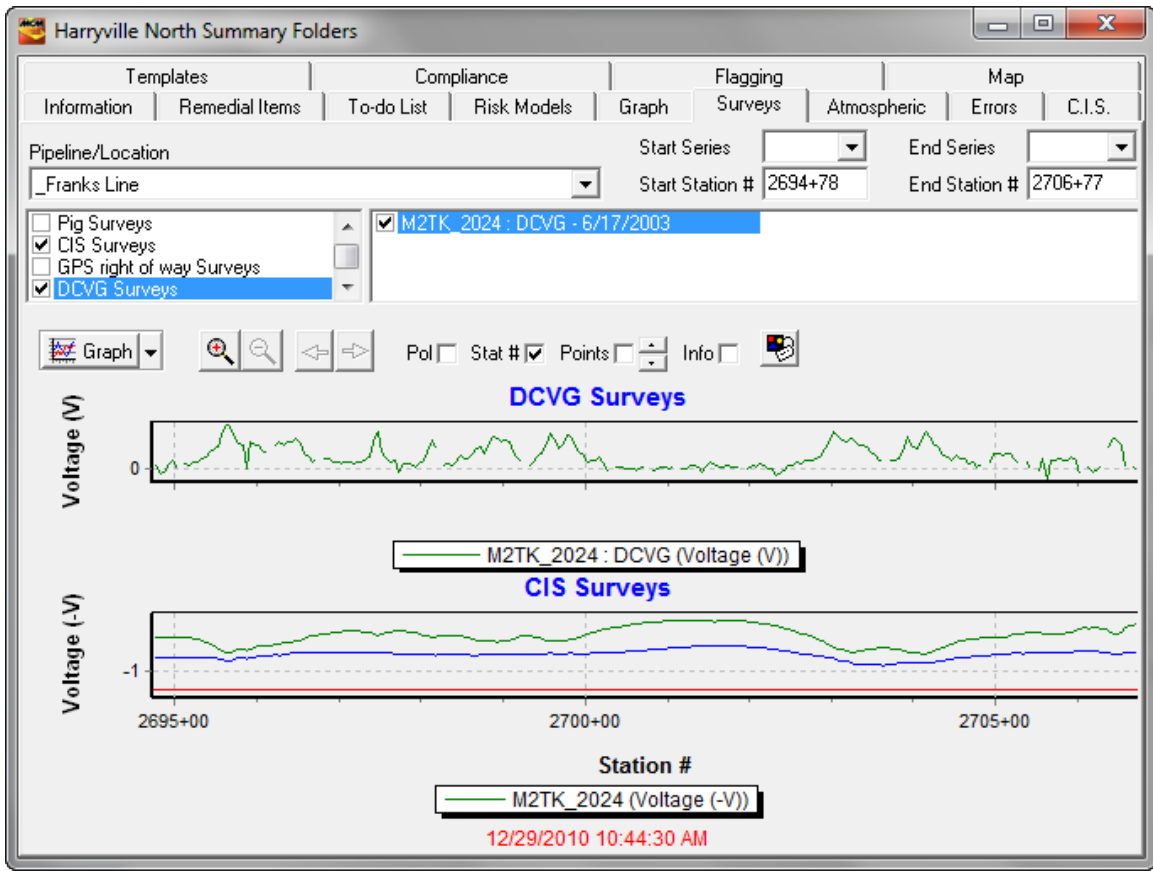 MCM Harryville North Summary Folders
Templates Compliance Flagging Map
Information Remedial Items To-do List Risk Models Graph Surveys Atmospheric Errors C.I.S.
Pipeline/Location Start Series End Series
_Franks Line Start Station # 2694+78 End Station # 2706+77
Pig Surveys
CIS Surveys
GPS right of way Surveys
DCVG Surveys
M2TK_2024 : DCVG - 6/17/2003
Graph Pol Stat # Points Info
DCVG Surveys
Voltage (V)
0
M2TK_2024 : DCVG (Voltage (V))
CIS Surveys
Voltage (-V)
-1
2695+00 2700+00 2705+00
Station #
M2TK_2024 (Voltage (-V))
12/29/2010 10:44:30 AM